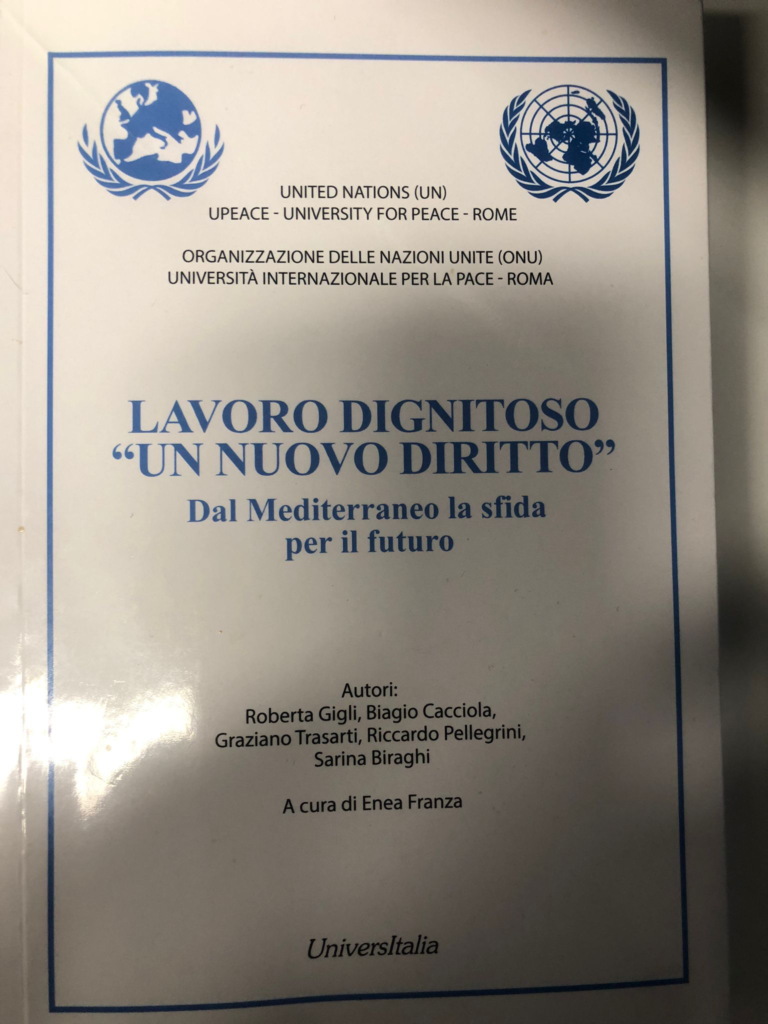 UNITED NATIONS (UN)
UPEACE - UNIVERSITY FOR PEACE - ROME
ORGANIZZAZIONE DELLE NAZIONI UNITE (ONU)
UNIVERSITÀ INTERNAZIONALE PER LA PACE - ROMA
LAVORO DIGNITOSO
“UN NUOVO DIRITTO”
Dal Mediterraneo la sfida
per il futuro
Autori:
Roberta Gigli, Biagio Cacciola,
Graziano Trasarti, Riccardo Pellegrini,
Sarina Biraghi
A cura di Enea Franza
UniversItalia